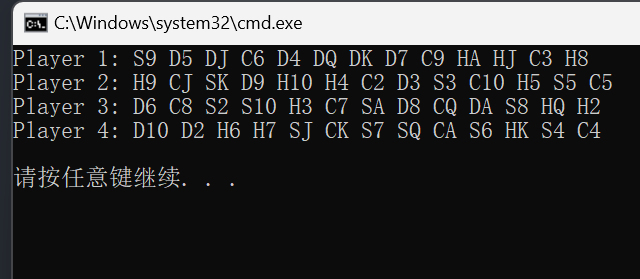 C:\Windows\system32\cmd.exe
Player 1: S9 D5 DJ C6 D4 DQ DK D7 C9 HA HJ C3 H8
Player 2: H9 CJ SK D9 H10 H4 C2 D3 S3 C10 H5 S5 C5
Player 3: D6 C8 S2 S10 H3 C7 SA D8 CQ DA S8 HQ H2
Player 4: D10 D2 H6 H7 SJ CK S7 SQ CA S6 HK S4 C4
请按任意键继续. . .